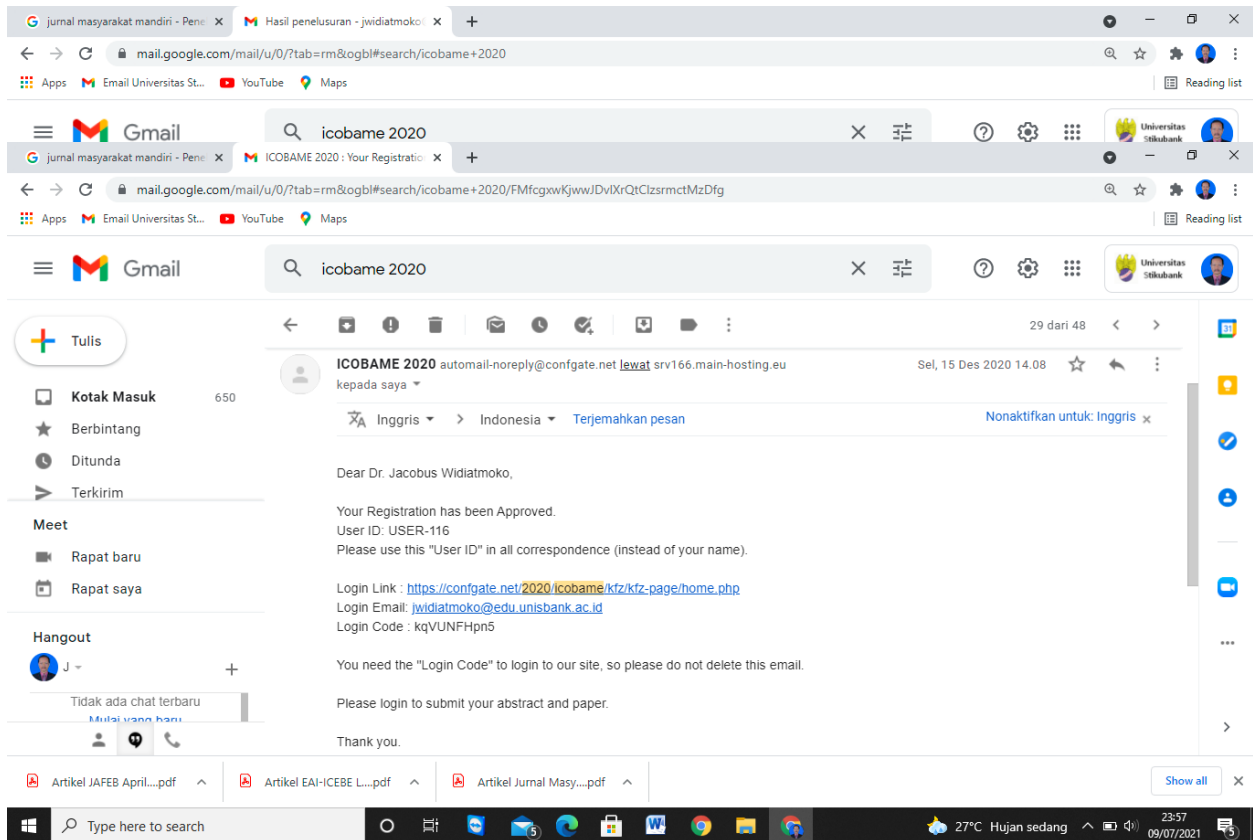 jurnal masyarakat mandiri - Pene
Hasil penelusuran - jwidiatmoko
mail.google.com/mail/u/0/?tab=rm&ogbl#search/icobame+2020
Apps Email Universitas St... YouTube Maps Reading list
Gmail icobame 2020 Universitas Stikubank
jurnal masyarakat mandiri - Pene
ICOBAME 2020 : Your Registratio
mail.google.com/mail/u/0/?tab=rm&ogbl#search/icobame+2020/FMfcgxwKjwwJDvlXrQtClzsrmctMzDfg
Apps Email Universitas St... YouTube Maps Reading list
Gmail icobame 2020 Universitas
Stikubank
Tulis
29 dari 48
31
Kotak Masuk 650
Berbintang
Ditunda
Terkirim
Meet
Rapat baru
Rapat saya
Hangout
J
Tidak ada chat terbaru
Mulai yang baru
ICOBAME 2020 automail-noreply@confgate.net lewat srv166.main-hosting.eu Sel, 15 Des 2020 14.08
kepada saya
Inggris > Indonesia Terjemahkan pesan Nonaktifkan untuk: Inggris x
Dear Dr. Jacobus Widiatmoko,
Your Registration has been Approved.
User ID: USER-116
Please use this "User ID" in all correspondence (instead of your name).
Login Link : https://confgate.net/2020/icobame/kfz/kfz-page/home.php
Login Email: jwidiatmoko@edu.unisbank.ac.id
Login Code : kqVUNFHpn5
You need the "Login Code" to login to our site, so please do not delete this email.
Please login to submit your abstract and paper.
Thank you.
Artikel JAFEB April....pdf Artikel EAI-ICEBE L....pdf Artikel Jurnal Masy....pdf Show all
Type here to search 5 27°C Hujan sedang 23:57
09/07/2021 5